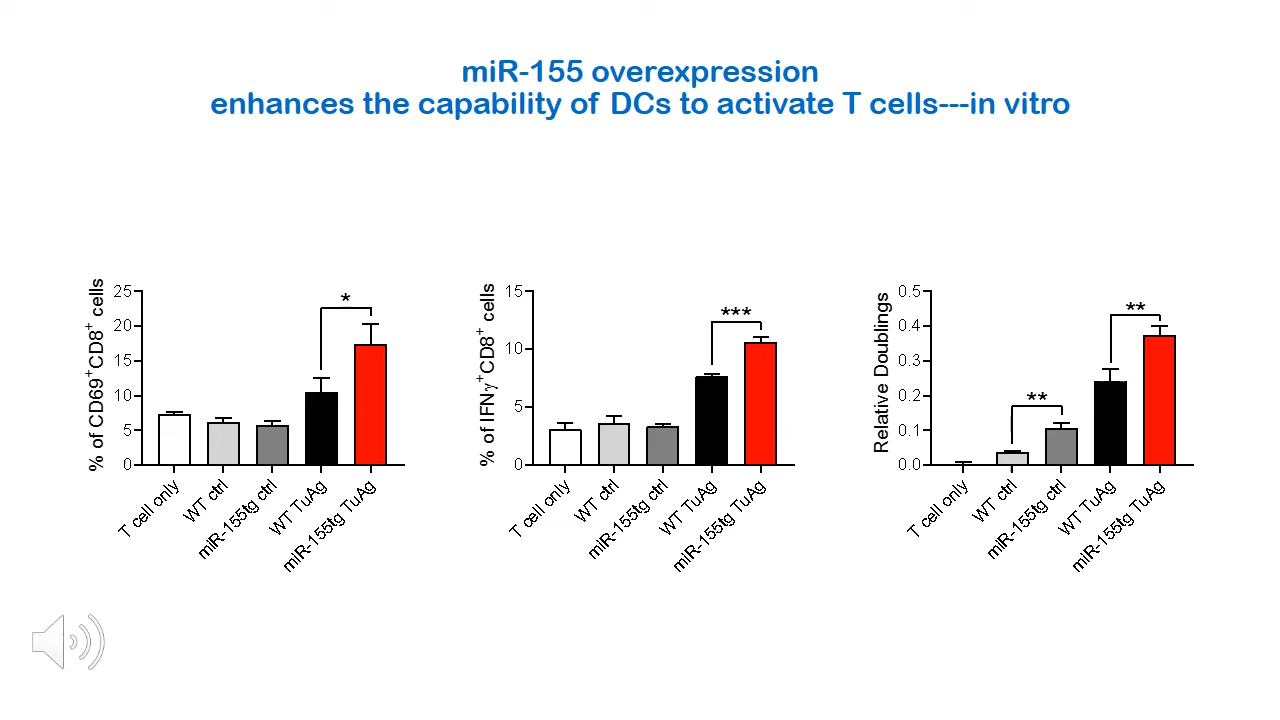 miR-155 overexpression
enhances the capability of DCs to activate T cells---in vitro
% of CD69⁺CD8⁺ cells
25
20
15
10
5
0
*
T cell only
WT ctrl
miR-155tg ctrl
WT TuAg
miR-155tg TuAg
% of IFNγ⁺CD8⁺ cells
15
10
5
0
***
T cell only
WT ctrl
miR-155tg ctrl
WT TuAg
miR-155tg TuAg
Relative Doublings
0.5
0.4
0.3
0.2
0.1
0.0
**
**
T cell only
WT ctrl
miR-155tg ctrl
WT TuAg
miR-155tg TuAg